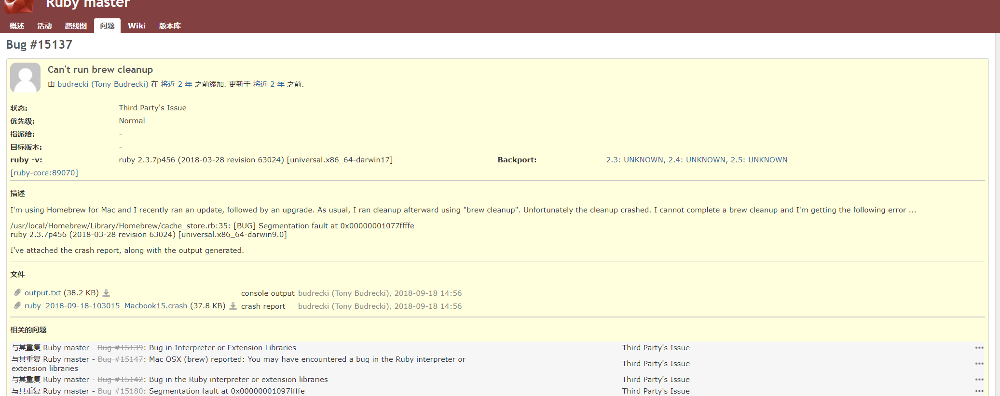 Ruby master
概述 活动 路线图 问题 Wiki 版本库
Bug #15137
Can't run brew cleanup
由 budrecki (Tony Budrecki) 在 将近 2 年 之前添加. 更新于 将近 2 年 之前.
状态: Third Party's Issue
优先级: Normal
指派给: -
目标版本: -
ruby -v: ruby 2.3.7p456 (2018-03-28 revision 63024) [universal.x86_64-darwin17] Backport: 2.3: UNKNOWN, 2.4: UNKNOWN, 2.5: UNKNOWN
[ruby-core:89070]
描述
I'm using Homebrew for Mac and I recently ran an update, followed by an upgrade. As usual, I ran cleanup afterward using "brew cleanup". Unfortunately the cleanup crashed. I cannot complete a brew cleanup and I'm getting the following error ...
/usr/local/Homebrew/Library/Homebrew/cache_store.rb:35: [BUG] Segmentation fault at 0x00000001077ffffe
ruby 2.3.7p456 (2018-03-28 revision 63024) [universal.x86_64-darwin9.0]
I've attached the crash report, along with the output generated.
文件
output.txt (38.2 KB) console output budrecki (Tony Budrecki), 2018-09-18 14:56
ruby_2018-09-18-103015_Macbook15.crash (37.8 KB) crash report budrecki (Tony Budrecki), 2018-09-18 14:56
相关的问题
与其重复 Ruby master - Bug #15139: Bug in Interpreter or Extension Libraries Third Party's Issue
与其重复 Ruby master - Bug #15147: Mac OSX (brew) reported: You may have encountered a bug in the Ruby interpreter or
extension libraries Third Party's Issue
与其重复 Ruby master - Bug #15142: Bug in the Ruby interpreter or extension libraries Third Party's Issue
与其重复 Ruby master - Bug #15180: Segmentation fault at 0x00000001097ffffe Third Party's Issue